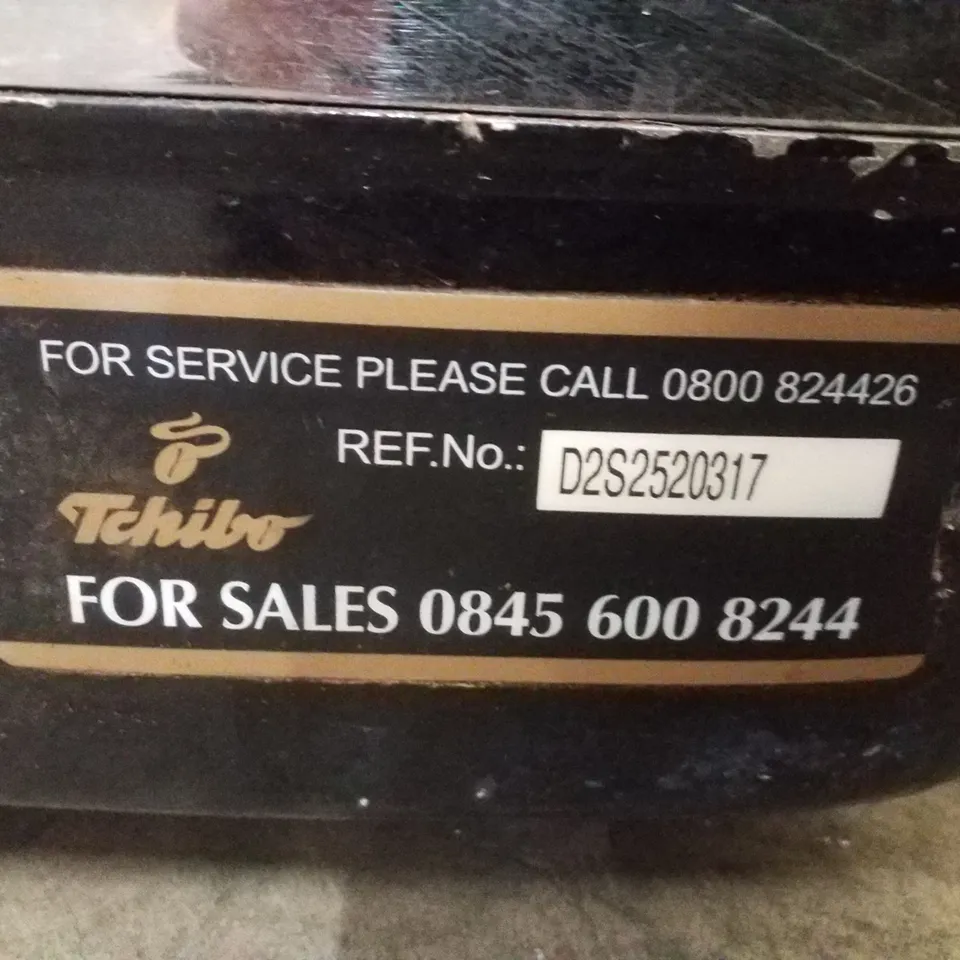 FOR SERVICE PLEASE CALL 0800 824426
REF.No.: D2S2520317
Tchibo
FOR SALES 0845 600 8244